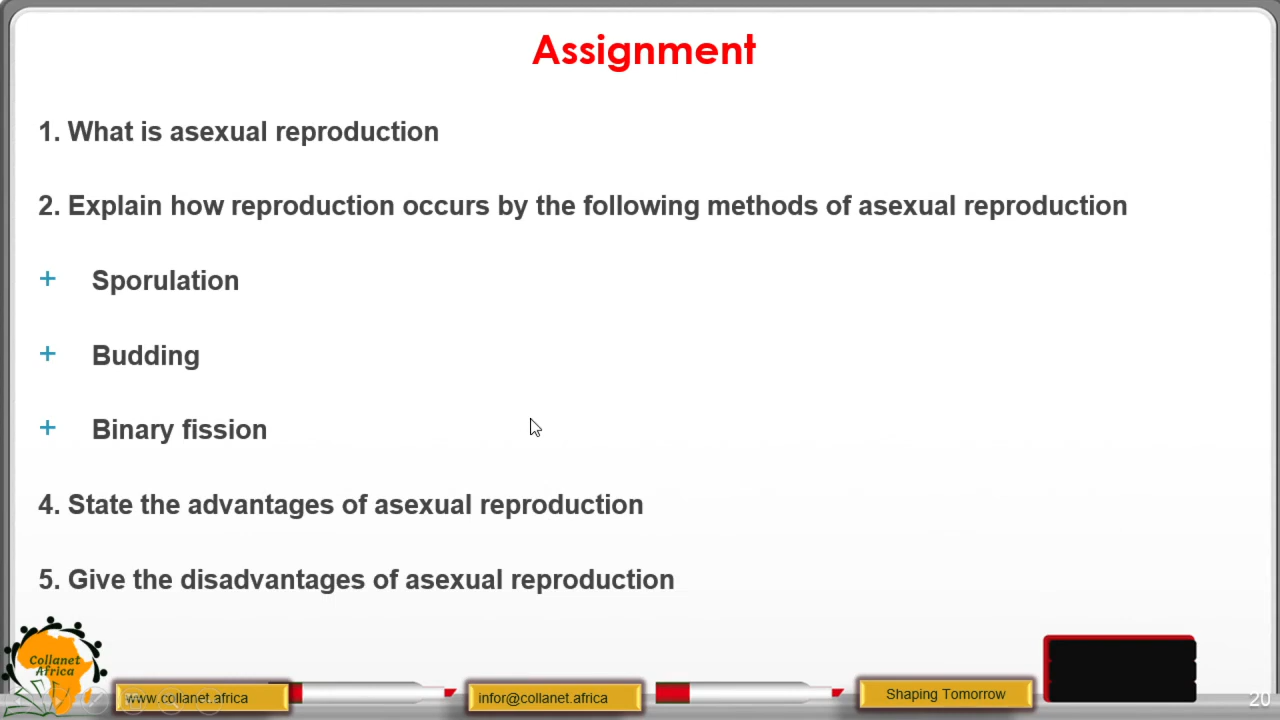 Assignment
1. What is asexual reproduction
2. Explain how reproduction occurs by the following methods of asexual reproduction
+ Sporulation
+ Budding
+ Binary fission
4. State the advantages of asexual reproduction
5. Give the disadvantages of asexual reproduction
Collanet
Africa
www.collanet.africa
infor@collanet.africa
Shaping Tomorrow
20